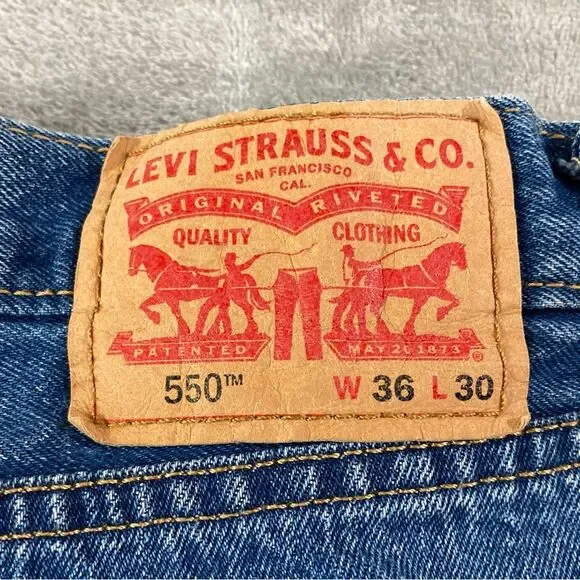 LEVI STRAUSS & CO.
SAN FRANCISCO
CAL.
ORIGINAL RIVETED
QUALITY CLOTHING
PATENTED MAY 20, 1873 ®
550™ W 36 L 30